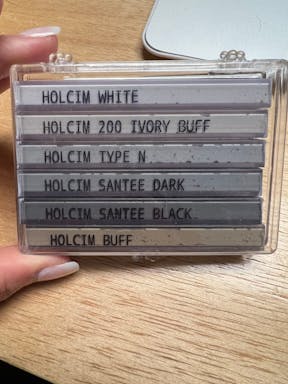 HOLCIM WHITE
HOLCIM 200 IVORY BUFF
HOLCIM TYPE N
HOLCIM SANTEE DARK
HOLCIM SANTEE BLACK
HOLCIM BUFF